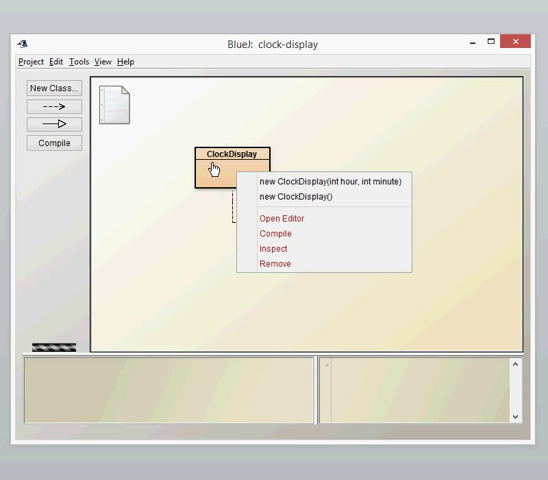 BlueJ: clock-display
Project Edit Tools View Help
New Class...
Compile
ClockDisplay
new ClockDisplay(int hour, int minute)
new ClockDisplay()
Open Editor
Compile
Inspect
Remove